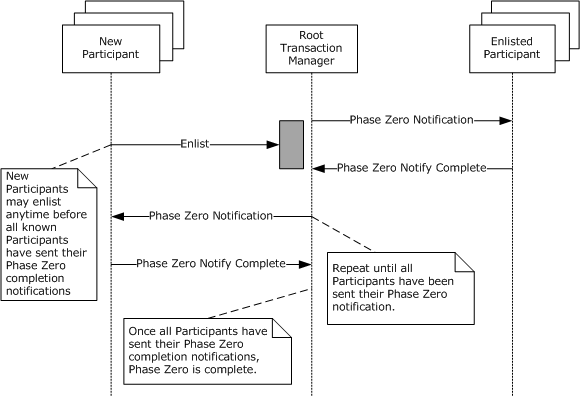 New
Participant
Root
Transaction
Manager
Enlisted
Participant
Phase Zero Notification
Enlist
Phase Zero Notify Complete
New
Participants
may enlist
anytime before
all known
Participants
have sent their
Phase Zero
completion
notifications
Phase Zero Notification
Phase Zero Notify Complete
Repeat until all
Participants have been
sent their Phase Zero
notification.
Once all Participants have
sent their Phase Zero
completion notifications,
Phase Zero is complete.